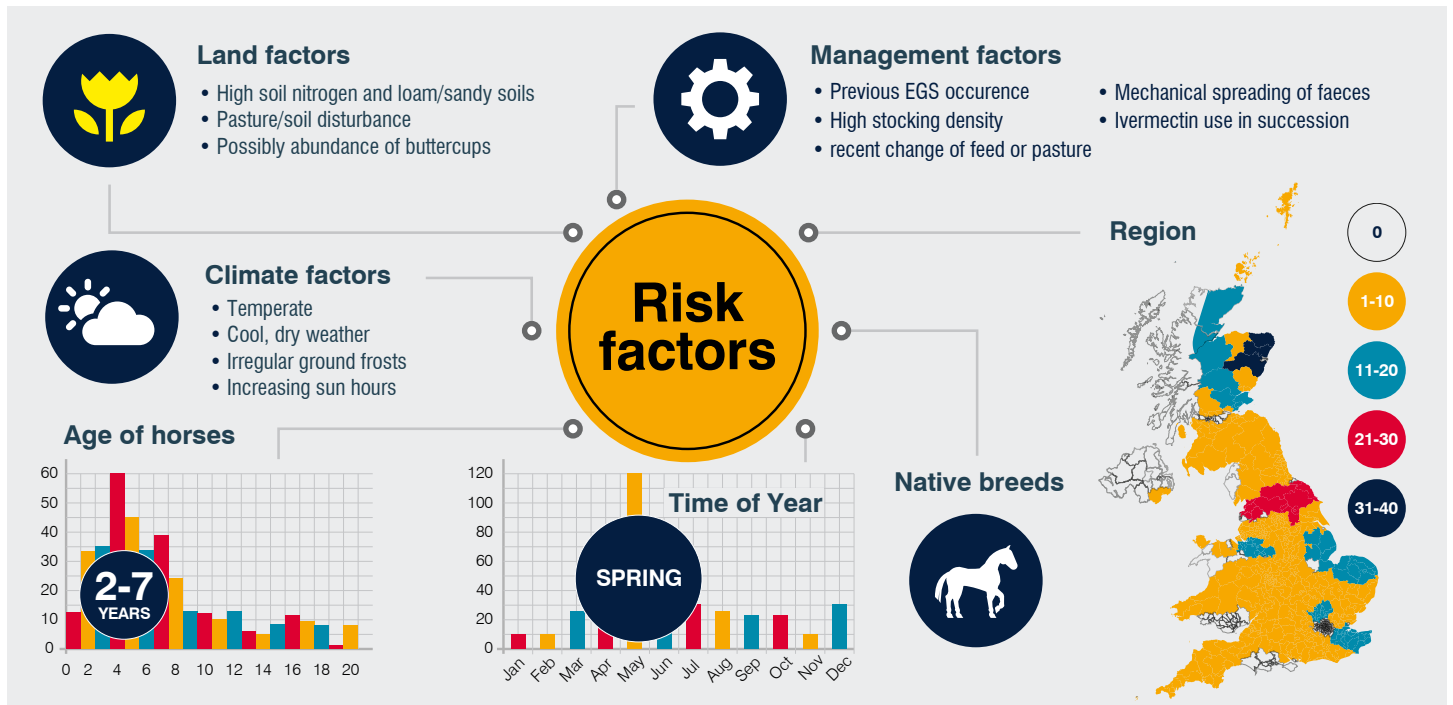 Land factors
• High soil nitrogen and loam/sandy soils
• Pasture/soil disturbance
• Possibly abundance of buttercups
Management factors
• Previous EGS occurence
• High stocking density
• recent change of feed or pasture
• Mechanical spreading of faeces
• Ivermectin use in succession
Climate factors
• Temperate
• Cool, dry weather
• Irregular ground frosts
• Increasing sun hours
Risk
factors
Region
0
1-10
11-20
21-30
31-40
Age of horses
60
50
40
30
20
10
0
2-7
YEARS
0 2 4 6 8 10 12 14 16 18 20
Time of Year
120
100
80
60
40
20
0
SPRING
Jan Feb Mar Apr May Jun Jul Aug Sep Oct Nov Dec
Native breeds